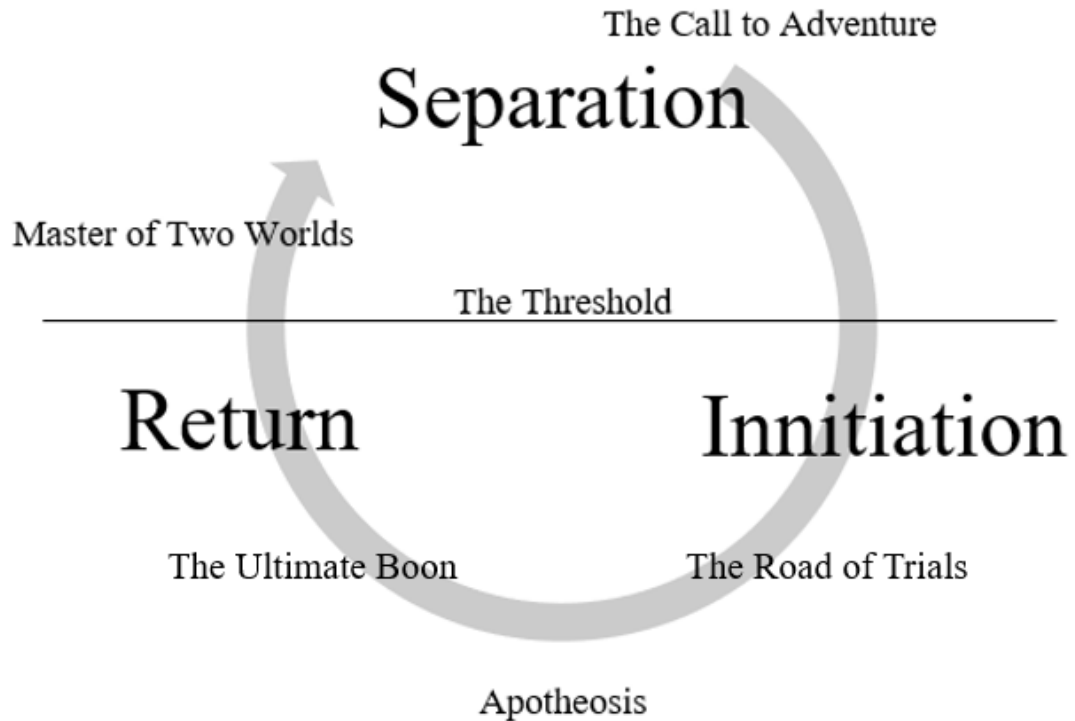 The Call to Adventure
Separation
Master of Two Worlds
The Threshold
Return
Innitiation
The Ultimate Boon
The Road of Trials
Apotheosis